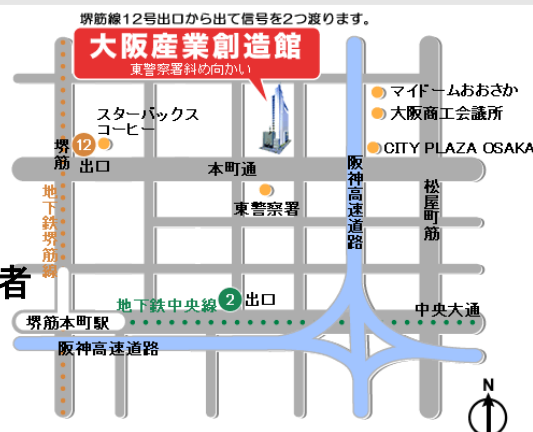 堺筋線12号出口から出て信号を2つ渡ります。
大阪産業創造館
東警察署斜め向かい
マイドームおおさか
大阪商工会議所
スターバックス
コーヒー
堺筋
12
出口
本町通
CITY PLAZA OSAKA
東警察署
阪神高速道路
松屋町筋
地下鉄堺筋線
者
地下鉄中央線
2
出口
中央大通
堺筋本町駅
阪神高速道路
N